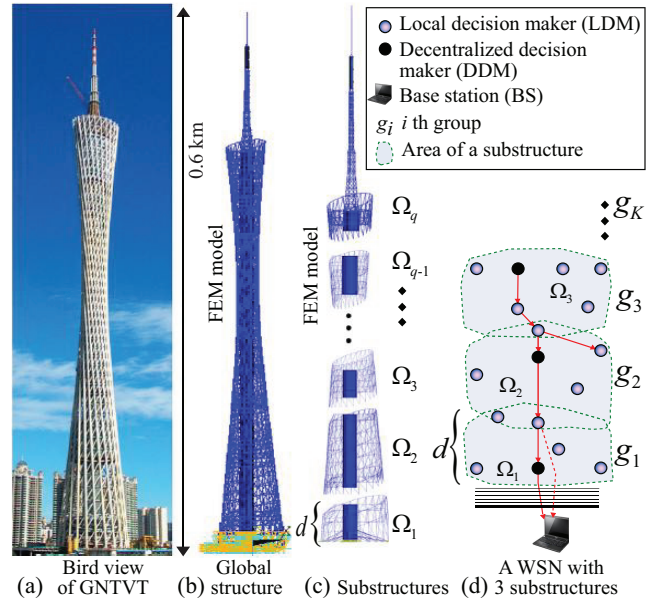 Local decision maker (LDM)
Decentralized decision
maker (DDM)
Base station (BS)
g_i i th group
Area of a substructure
0.6 km
FEM model
FEM model
Ω_q
Ω_{q-1}
Ω_3
Ω_2
d{ Ω_1
g_K
Ω_3 g_3
Ω_2 g_2
d{ Ω_1 g_1
(a) Bird view
of GNTVT
(b) Global
structure
(c) Substructures
(d) A WSN with
3 substructures